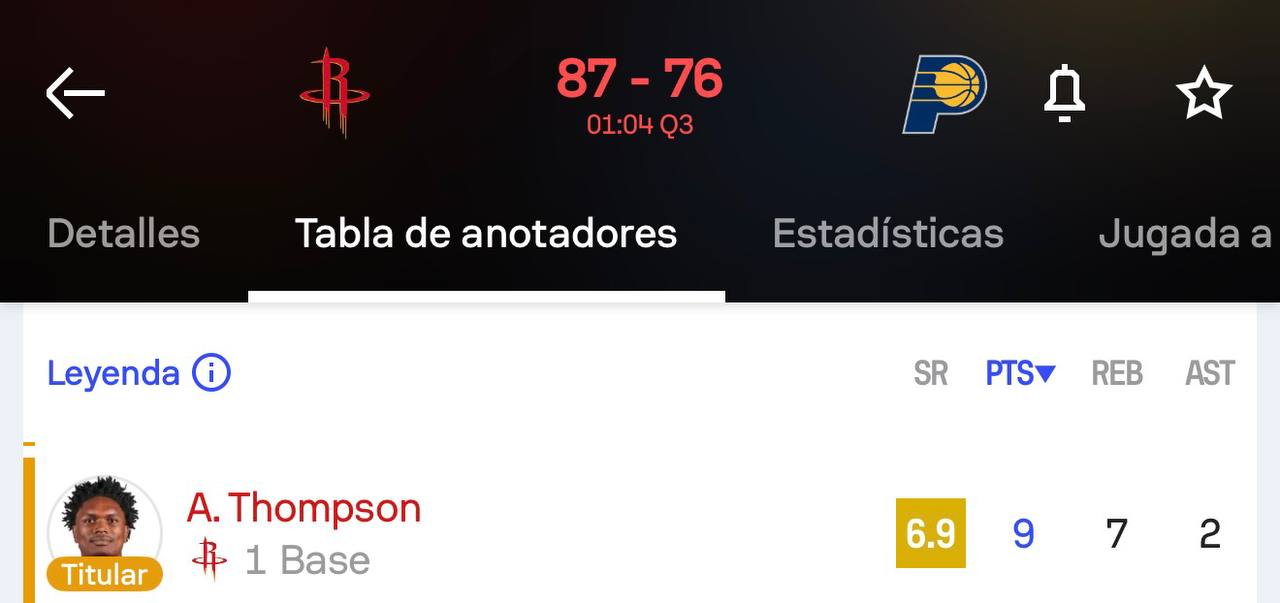 87 - 76
01:04 Q3
Detalles Tabla de anotadores Estadísticas Jugada a
Leyenda SR PTS▼ REB AST
A. Thompson
1 Base
Titular
6.9 9 7 2